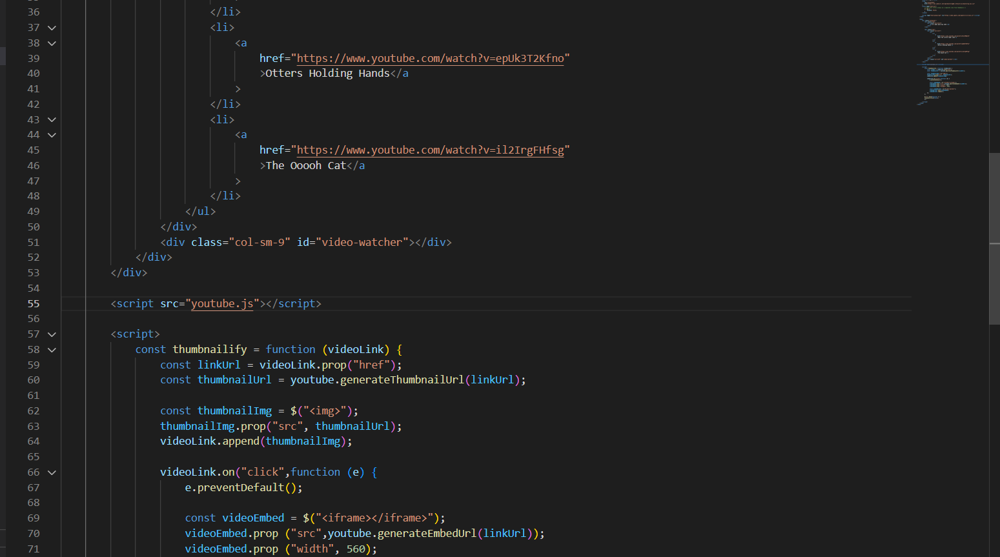 36 </li>
37 <li>
38 <a
39 href="https://www.youtube.com/watch?v=epUk3T2Kfno"
40 >Otters Holding Hands</a
41 >
42 </li>
43 <li>
44 <a
45 href="https://www.youtube.com/watch?v=il2IrgFHfsg"
46 >The Ooooh Cat</a
47 >
48 </li>
49 </ul>
50 </div>
51 <div class="col-sm-9" id="video-watcher"></div>
52 </div>
53 </div>
54
55 <script src="youtube.js"></script>
56
57 <script>
58 const thumbnailify = function (videoLink) {
59 const linkUrl = videoLink.prop("href");
60 const thumbnailUrl = youtube.generateThumbnailUrl(linkUrl);
61
62 const thumbnailImg = $("<img>");
63 thumbnailImg.prop("src", thumbnailUrl);
64 videoLink.append(thumbnailImg);
65
66 videoLink.on("click",function (e) {
67 e.preventDefault();
68
69 const videoEmbed = $("<iframe></iframe>");
70 videoEmbed.prop ("src",youtube.generateEmbedUrl(linkUrl));
71 videoEmbed.prop ("width", 560);